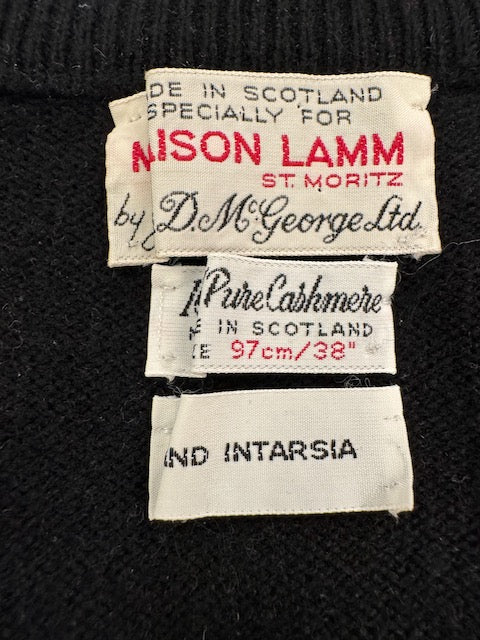 DE IN SCOTLAND
SPECIALLY FOR
MAISON LAMM
ST. MORITZ
by D. McGeorge Ltd.
Pure Cashmere
IN SCOTLAND
E 97cm/38"
ND INTARSIA